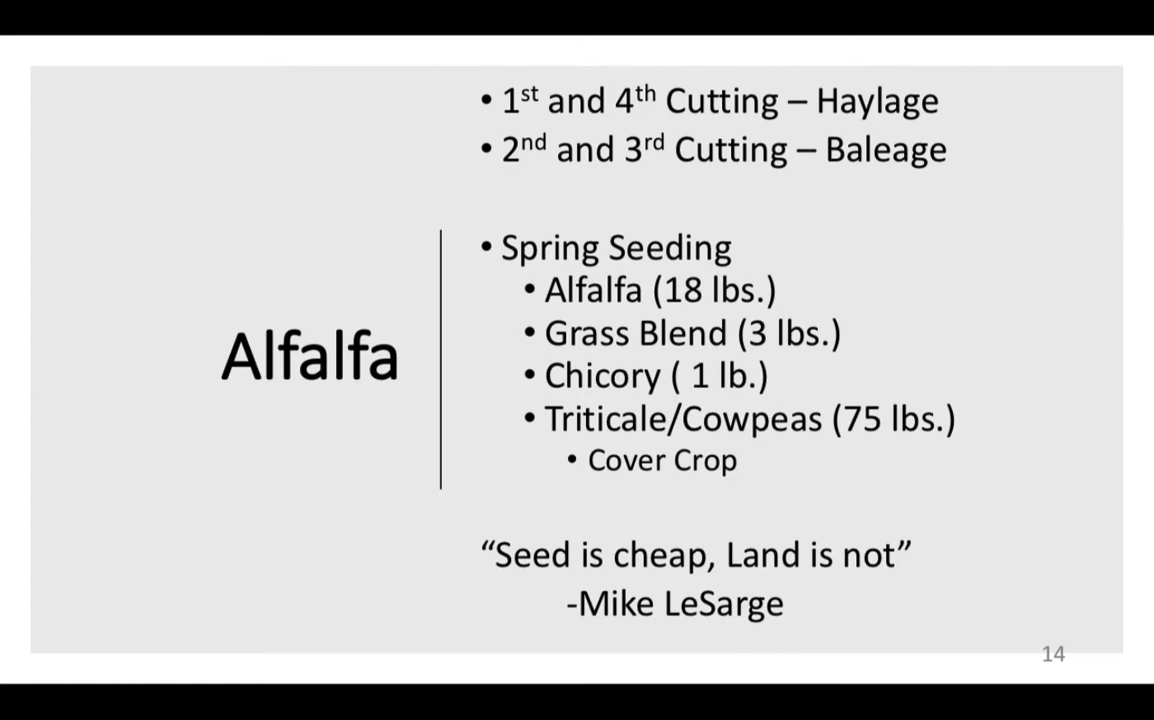 • 1st and 4th Cutting – Haylage
• 2nd and 3rd Cutting – Baleage
Alfalfa
• Spring Seeding
• Alfalfa (18 lbs.)
• Grass Blend (3 lbs.)
• Chicory ( 1 lb.)
• Triticale/Cowpeas (75 lbs.)
• Cover Crop
“Seed is cheap, Land is not”
-Mike LeSarge
14